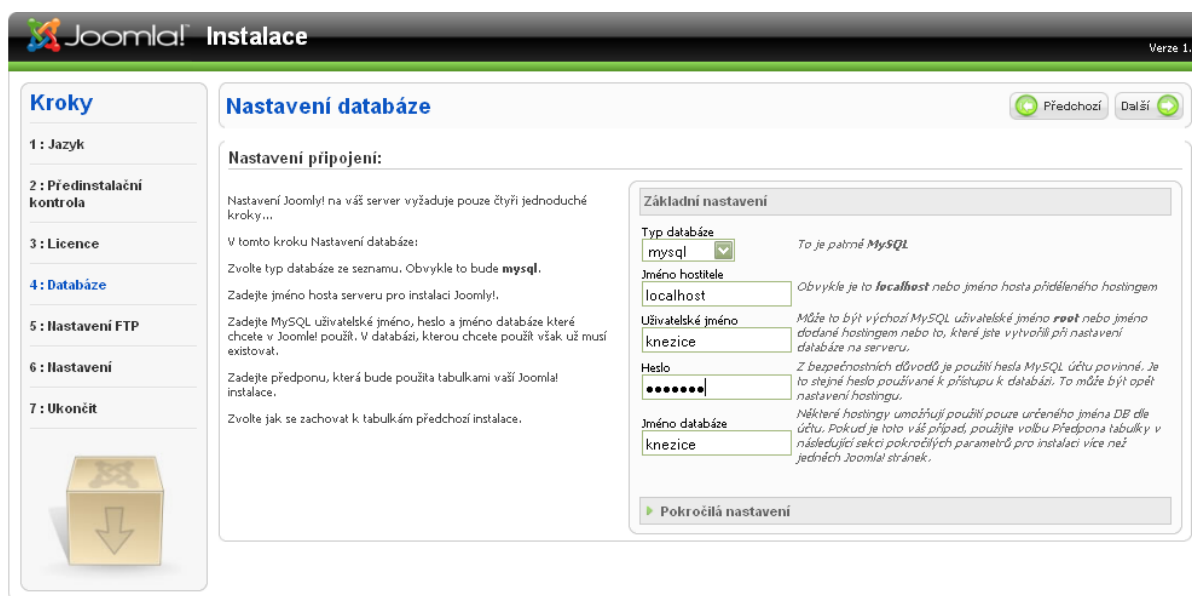 Joomla! Instalace
Verze 1.
Kroky
1 : Jazyk
2 : Předinstalační
kontrola
3 : Licence
4 : Databáze
5 : Nastavení FTP
6 : Nastavení
7 : Ukončit
Nastavení databáze
Předchozí
Další
Nastavení připojení:
Nastavení Joomly! na váš server vyžaduje pouze čtyři jednoduché
kroky...
V tomto kroku Nastavení databáze:
Zvolte typ databáze ze seznamu. Obvykle to bude mysql.
Zadejte jméno hosta serveru pro instalaci Joomly!.
Zadejte MySQL uživatelské jméno, heslo a jméno databáze které
chcete v Joomle! použít. V databázi, kterou chcete použít však už musí
existovat.
Zadejte předponu, která bude použita tabulkami vaší Joomla!
instalace.
Zvolte jak se zachovat k tabulkám předchozí instalace.
Základní nastavení
Typ databáze
mysql
To je patrně MySQL
Jméno hostitele
localhost
Obvykle je to localhost nebo jméno hosta přiděleného hostingem
Uživatelské jméno
knezice
Může to být výchozí MySQL uživatelské jméno root nebo jméno
dodané hostingem nebo to, které jste vytvořili při nastavení
databáze na serveru.
Heslo
•••••••
Z bezpečnostních důvodů je použití hesla MySQL účtu povinné. Je
to stejné heslo používané k přístupu k databázi. To může být opět
nastavení hostingu.
Jméno databáze
knezice
Některé hostingy umožňují použití pouze určeného jména DB dle
účtu. Pokud je toto váš případ, použijte volbu Předpona tabulky v
následující sekci pokročilých parametrů pro instalaci více než
jedněch Joomla! stránek.
Pokročilá nastavení